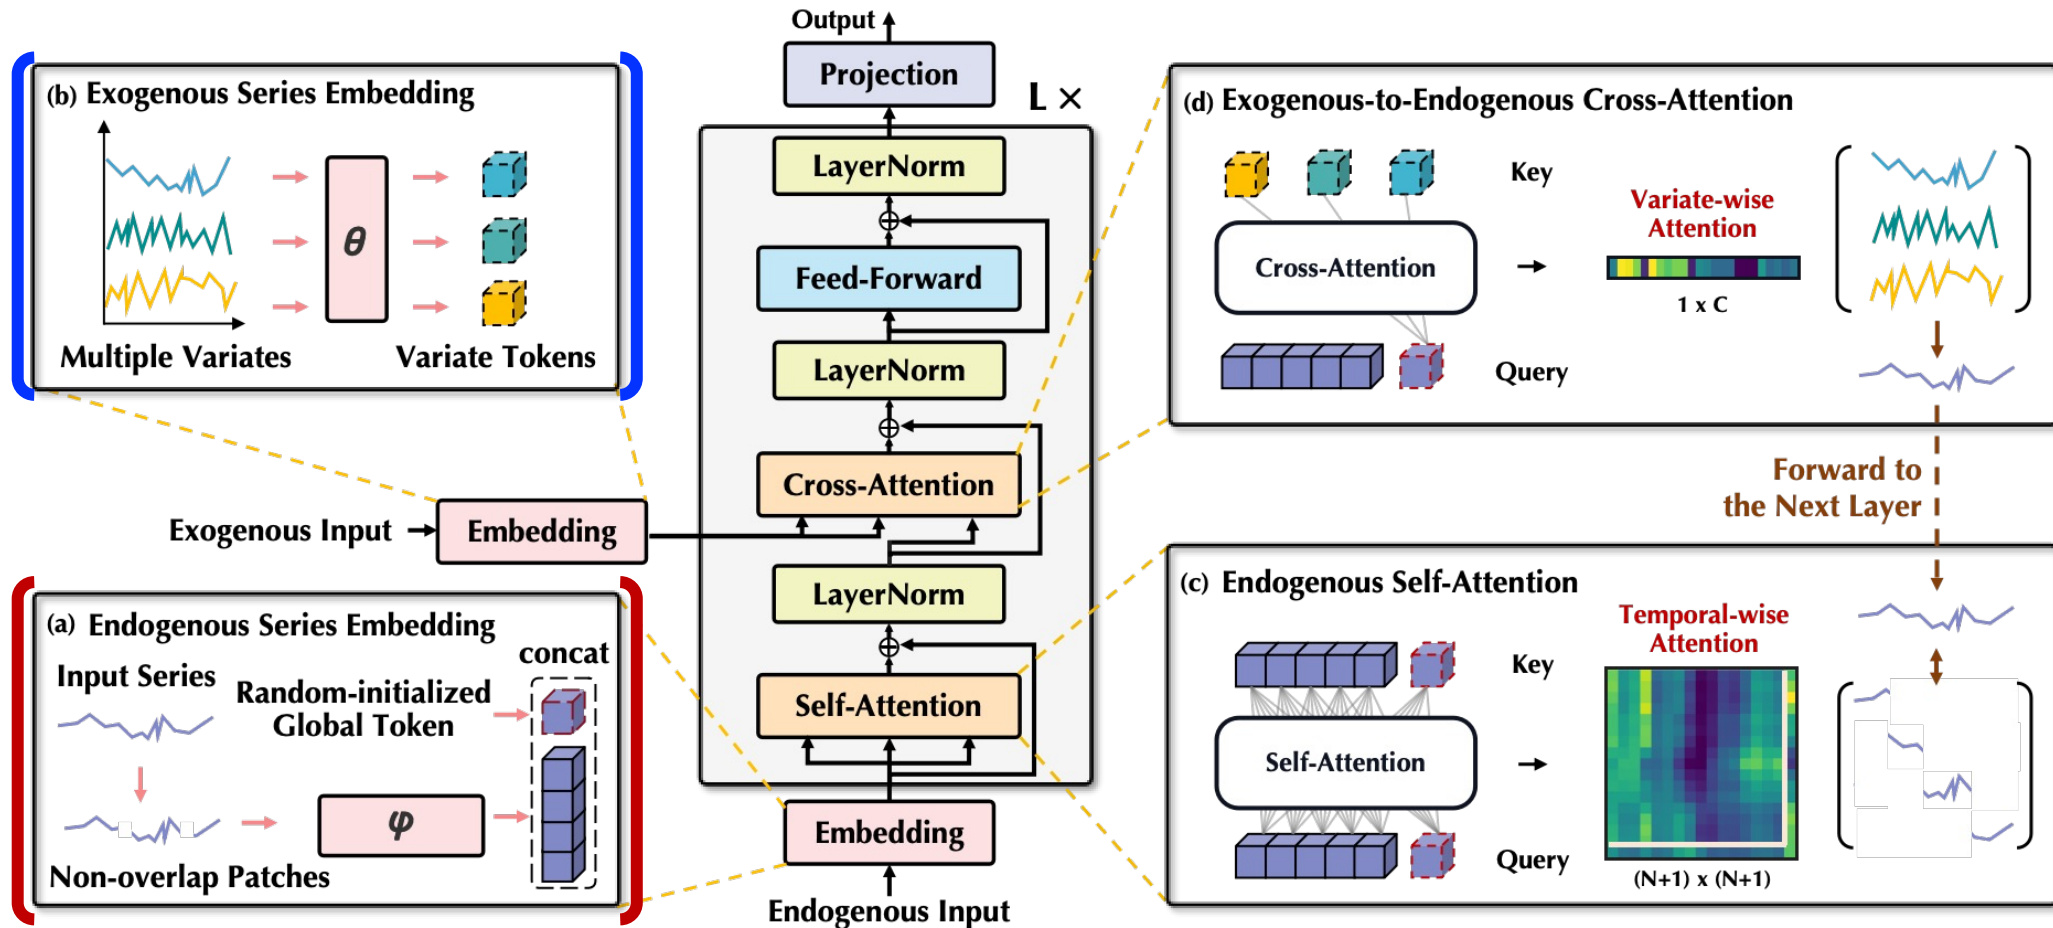 Output
Projection
L ×
LayerNorm
Feed-Forward
LayerNorm
Cross-Attention
LayerNorm
Self-Attention
Embedding
Endogenous Input
Exogenous Input
Embedding
(b) Exogenous Series Embedding
θ
Multiple Variates
Variate Tokens
(a) Endogenous Series Embedding
concat
Input Series
Random-initialized
Global Token
φ
Non-overlap Patches
(d) Exogenous-to-Endogenous Cross-Attention
Key
Variate-wise
Attention
Cross-Attention
1 x C
Query
Forward to
the Next Layer
(c) Endogenous Self-Attention
Temporal-wise
Attention
Key
Self-Attention
Query
(N+1) x (N+1)